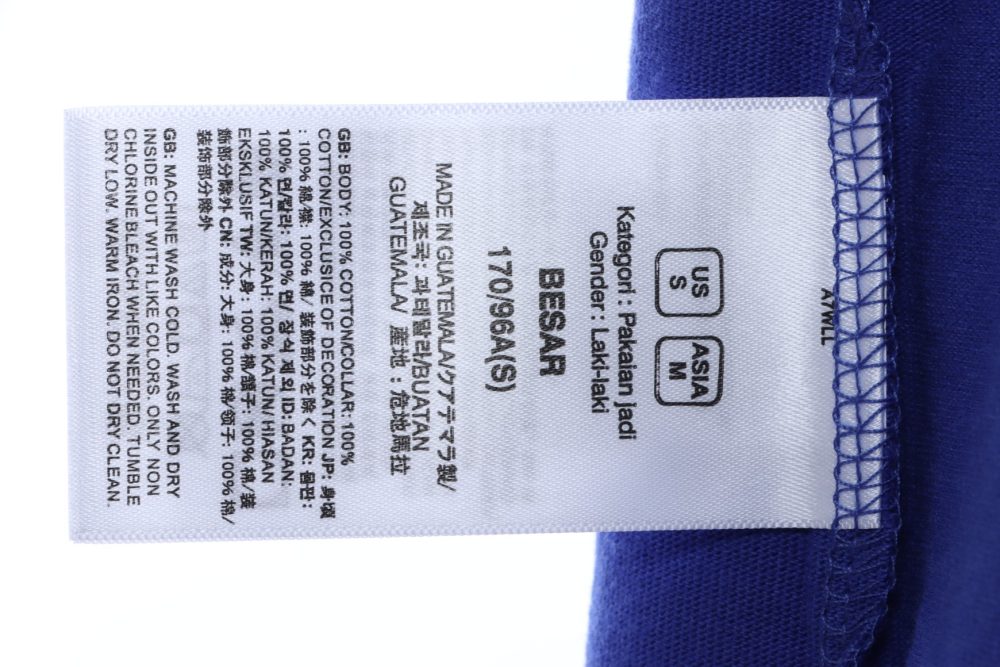 A7WLL
US
S
ASIA
M
Kategori : Pakaian jadi
Gender : Laki-laki
BESAR
170/96A(S)
MADE IN GUATEMALA/クアテマラ製/
제조국: 과테말라/BUATAN
GUATEMALA/ 產地 : 危地馬拉
GB: BODY: 100% COTTON/COLLAR: 100%
COTTON/EXCLUSICE OF DECORATION JP: 身頃
: 100% 綿/襟: 100% 綿/ 装飾部分を除く KR: 몸판:
100% 면/칼라: 100% 면/ 장식 제외 ID: BADAN:
100% KATUN/KERAH: 100% KATUN/ HIASAN
EKSKLUSIF TW: 大身: 100% 棉/領子: 100% 棉/装
飾部分除外 CN: 成分: 大身: 100% 棉/领子: 100% 棉/
装饰部分除外
GB: MACHINE WASH COLD. WASH AND DRY
INSIDE OUT WITH LIKE COLORS. ONLY NON
CHLORINE BLEACH WHEN NEEDED. TUMBLE
DRY LOW. WARM IRON. DO NOT DRY CLEAN.